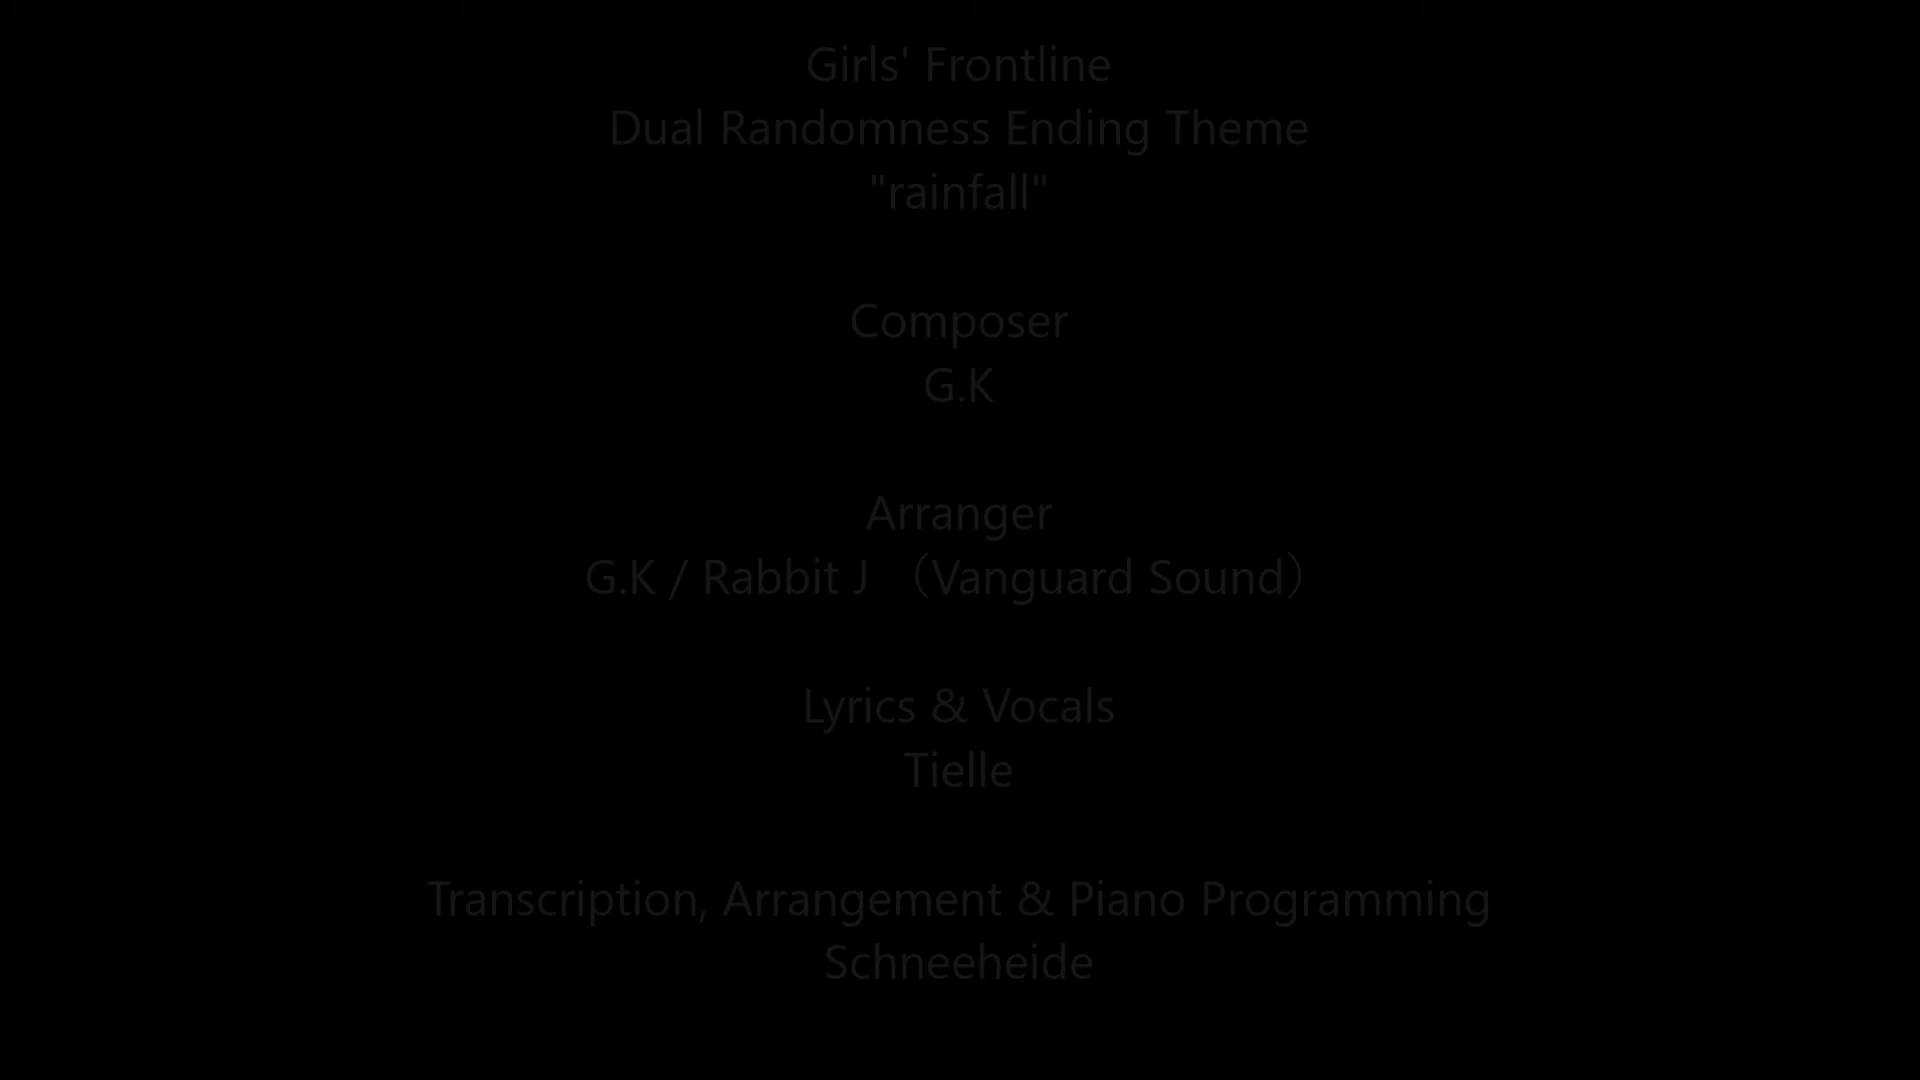 Girls' Frontline
Dual Randomness Ending Theme
"rainfall"
Composer
G.K
Arranger
G.K / Rabbit J （Vanguard Sound）
Lyrics & Vocals
Tielle
Transcription, Arrangement & Piano Programming
Schneeheide